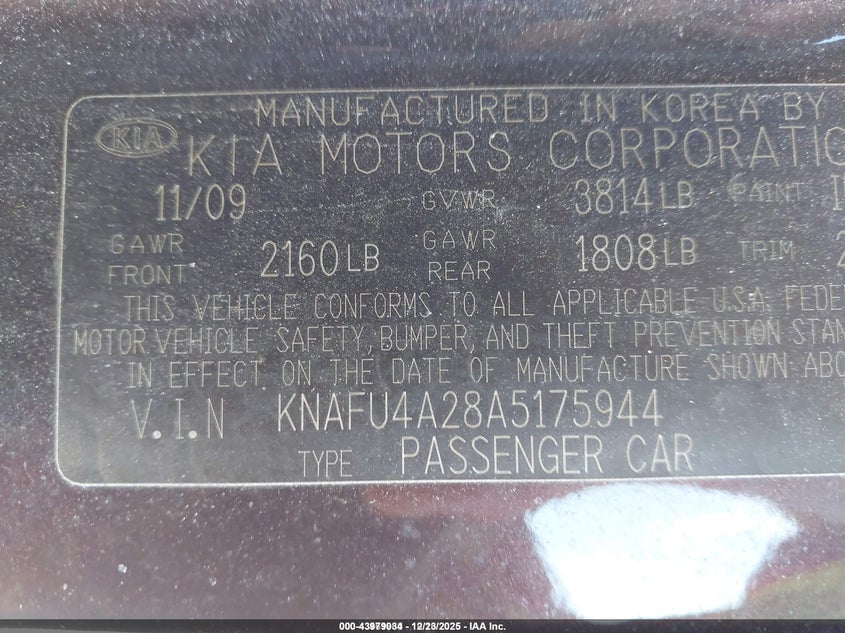 MANUFACTURED IN KOREA BY
KIA KIA MOTORS CORPORATIO
11/09 GVWR 3814LB PAINT
GAWR FRONT 2160LB GAWR REAR 1808LB TRIM 2
THIS VEHICLE CONFORMS TO ALL APPLICABLE U.S.A. FEDE
MOTOR VEHICLE SAFETY, BUMPER, AND THEFT PREVENTION STAN
IN EFFECT ON THE DATE OF MANUFACTURE SHOWN ABO
V.I.N KNAFU4A28A5175944
TYPE PASSENGER CAR
12/23/2025 - IAA Inc.